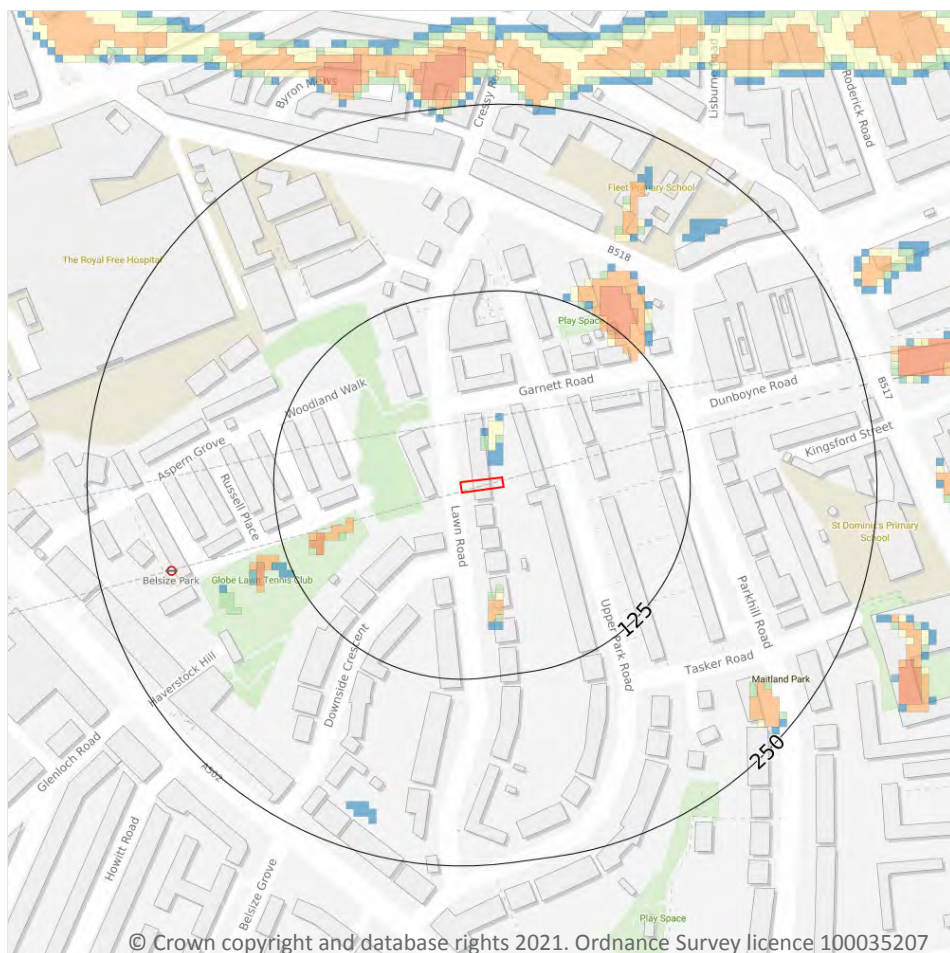 Byron Mews
Cressy Road
Lisburne Road
Roderick Road
Fleet Primary School
The Royal Free Hospital
B518
Play Space
Garnett Road
Dunboyne Road
B517
Woodland Walk
Kingsford Street
Aspern Grove
Russell Place
Lawn Road
St Dominic's Primary
School
Belsize Park
Globe Lawn Tennis Club
Parkhill Road
125
Upper Park Road
Downside Crescent
Tasker Road
Haverstock Hill
Maitland Park
Glenloch Road
250
A502
Howitt Road
Belsize Grove
Play Space
© Crown copyright and database rights 2021. Ordnance Survey licence 100035207